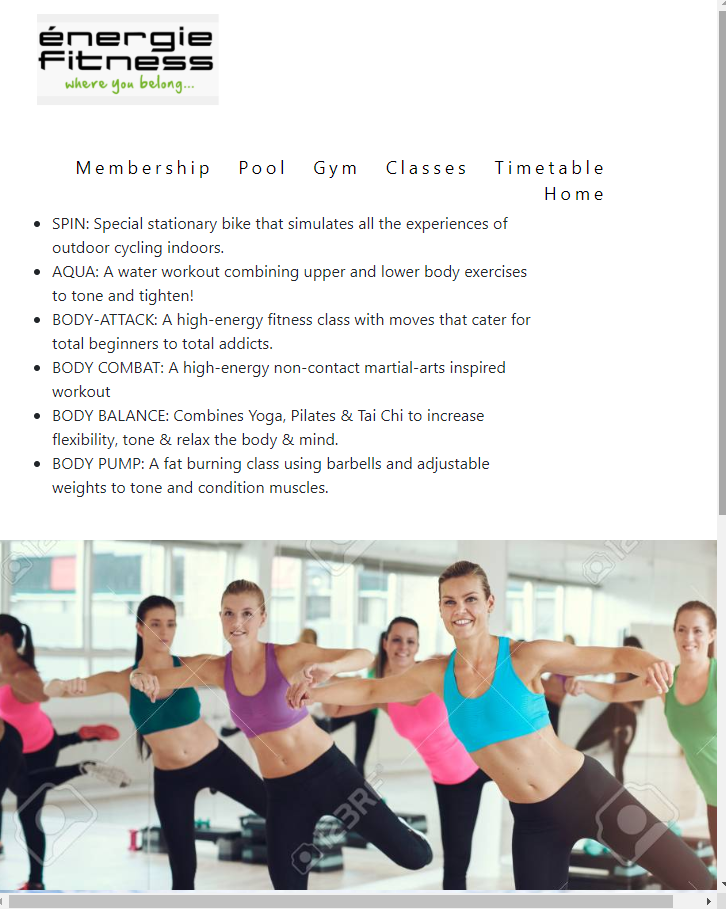 énergie
Fitness
where you belong...
Membership Pool Gym Classes Timetable
Home
• SPIN: Special stationary bike that simulates all the experiences of
outdoor cycling indoors.
• AQUA: A water workout combining upper and lower body exercises
to tone and tighten!
• BODY-ATTACK: A high-energy fitness class with moves that cater for
total beginners to total addicts.
• BODY COMBAT: A high-energy non-contact martial-arts inspired
workout
• BODY BALANCE: Combines Yoga, Pilates & Tai Chi to increase
flexibility, tone & relax the body & mind.
• BODY PUMP: A fat burning class using barbells and adjustable
weights to tone and condition muscles.
123RF